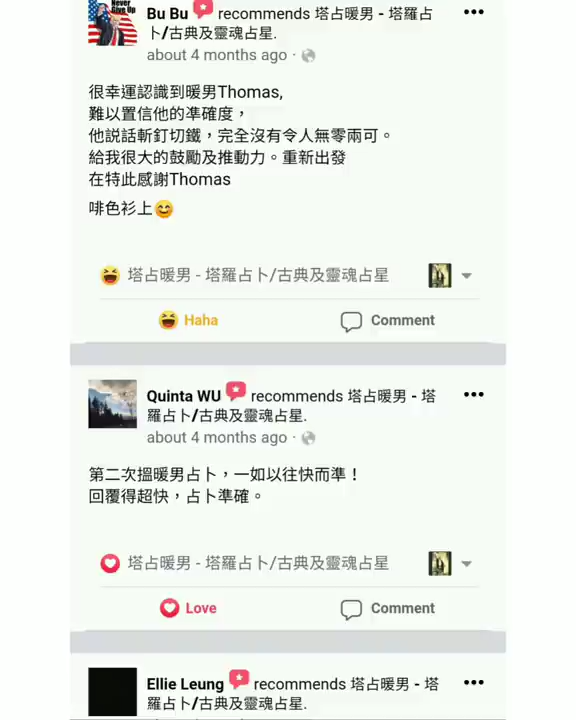 Never
Give Up
Bu Bu recommends 塔占暖男 - 塔羅占
卜/古典及靈魂占星.
about 4 months ago ·
很幸運認識到暖男Thomas,
難以置信他的準確度，
他説話斬釘切鐵，完全沒有令人無零兩可。
給我很大的鼓勵及推動力。重新出發
在特此感謝Thomas
啡色衫上😊
塔占暖男 - 塔羅占卜/古典及靈魂占星
Haha
Comment
Quinta WU recommends 塔占暖男 - 塔
羅占卜/古典及靈魂占星.
about 4 months ago ·
第二次搵暖男占卜，一如以往快而準！
回覆得超快，占卜準確。
塔占暖男 - 塔羅占卜/古典及靈魂占星
Love
Comment
Ellie Leung recommends 塔占暖男 - 塔
羅占卜/古典及靈魂占星.